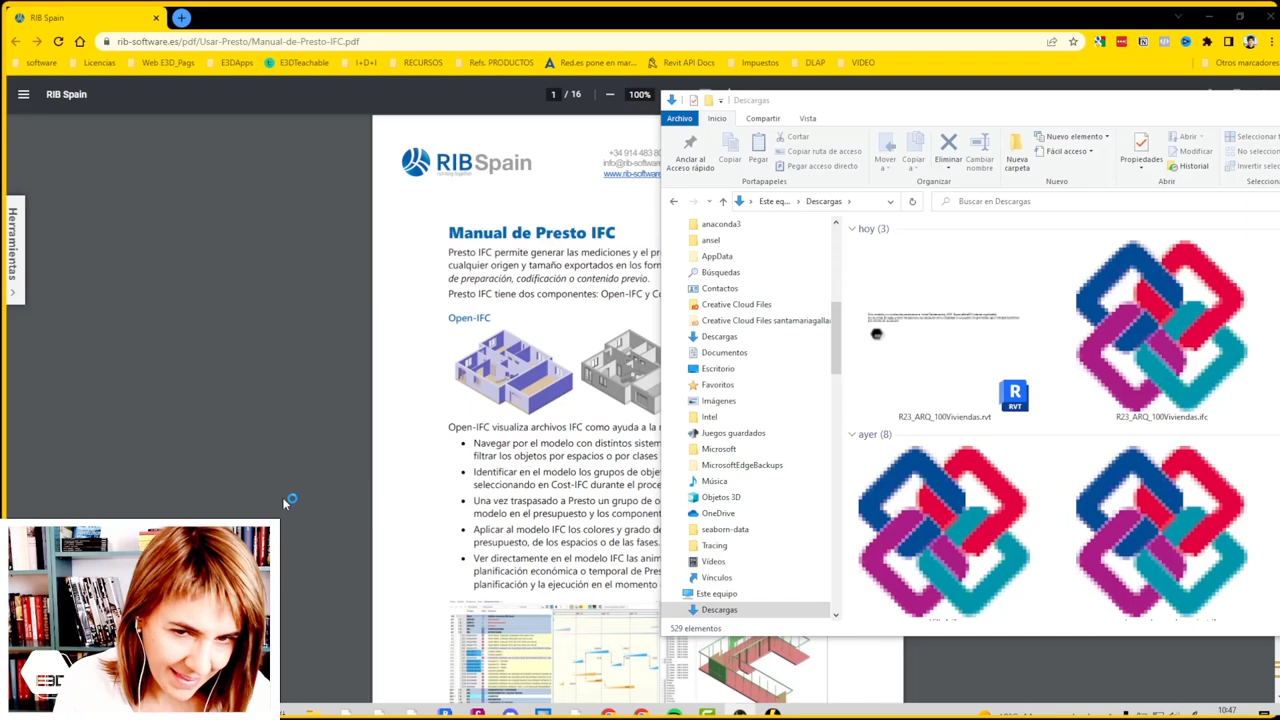 RIB Spain
rib-software.es/pdf/Usar-Presto/Manual-de-Presto-IFC.pdf
software Licencias Web E3D_Pags E3DApps E3DTeachable I+D+I RECURSOS Refs. PRODUCTOS Red.es pone en mar... Revit API Docs Impuestos DLAP VIDEO Otros marcadores
RIB Spain
1 / 16
100%
Herramientas
RIBSpain
running together
+34 914 483 80
info@rib-softwar
www.rib-software
Manual de Presto IFC
Presto IFC permite generar las mediciones y el pr
cualquier origen y tamaño exportados en los form
de preparación, codificación o contenido previo.
Presto IFC tiene dos componentes: Open-IFC y Co
Open-IFC
Open-IFC visualiza archivos IFC como ayuda a la
• Navegar por el modelo con distintos sistem
filtrar los objetos por espacios o por clases
• Identificar en el modelo los grupos de obje
seleccionando en Cost-IFC durante el proce
• Una vez traspasado a Presto un grupo de o
modelo en el presupuesto y los component
• Aplicar al modelo IFC los colores y grado de
presupuesto, de los espacios o de las fases.
• Ver directamente en el modelo IFC las anim
planificación económica o temporal de Pres
planificación y la ejecución en el momento
Descargas
Archivo Inicio Compartir Vista
Anclar al
Acceso rápido
Copiar
Pegar
Cortar
Copiar ruta de acceso
Pegar acceso directo
Portapapeles
Mover
a
Copiar
a
Eliminar
Cambiar
nombre
Organizar
Nueva
carpeta
Nuevo elemento
Fácil acceso
Nuevo
Propiedades
Abrir
Modificar
Historial
Abrir
Seleccionar
No selecc
Invertir selec
Selecciona
Este eq... Descargas
Buscar en Descargas
anaconda3
ansel
AppData
Búsquedas
Contactos
Creative Cloud Files
Creative Cloud Files santamariagallar
Descargas
Documentos
Escritorio
Favoritos
Imágenes
Intel
Juegos guardados
Microsoft
MicrosoftEdgeBackups
Música
Objetos 3D
OneDrive
seaborn-data
Tracing
Vídeos
Vínculos
Este equipo
Descargas
529 elementos
hoy (3)
R
RVT
R23_ARQ_100Viviendas.rvt
R23_ARQ_100Viviendas.ifc
ayer (8)
10:47